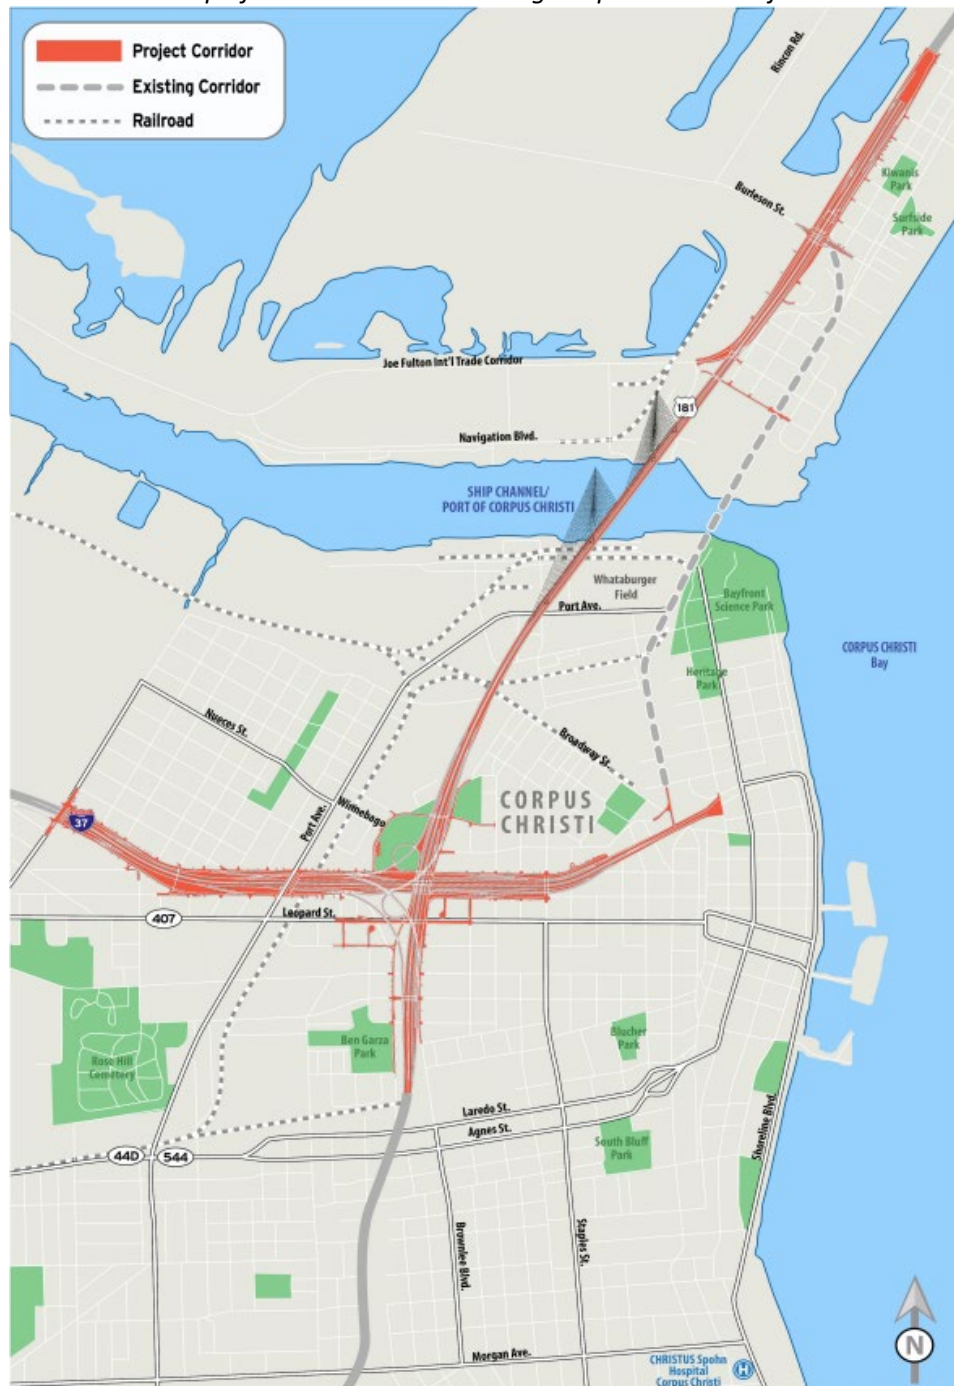 Project Corridor
Existing Corridor
Railroad
Rincon Rd.
Kiwanis
Park
Burleson St.
Surfside
Park
Joe Fulton Int'l Trade Corridor
181
Navigation Blvd.
SHIP CHANNEL/
PORT OF CORPUS CHRISTI
Whataburger
Field
Bayfront
Science Park
Port Ave.
CORPUS CHRISTI
Bay
Heritage
Park
Nueces St.
Broadway St.
CORPUS
CHRISTI
Winnebago
Port Ave.
37
407
Leopard St.
Ben Garza
Park
Blucher
Park
Rose Hill
Cemetery
Laredo St.
Agnes St.
Shoreline Blvd.
South Bluff
Park
44D
544
Brownlee Blvd.
Staples St.
N
Morgan Ave.
CHRISTUS Spohn
Hospital
Corpus Christi
H